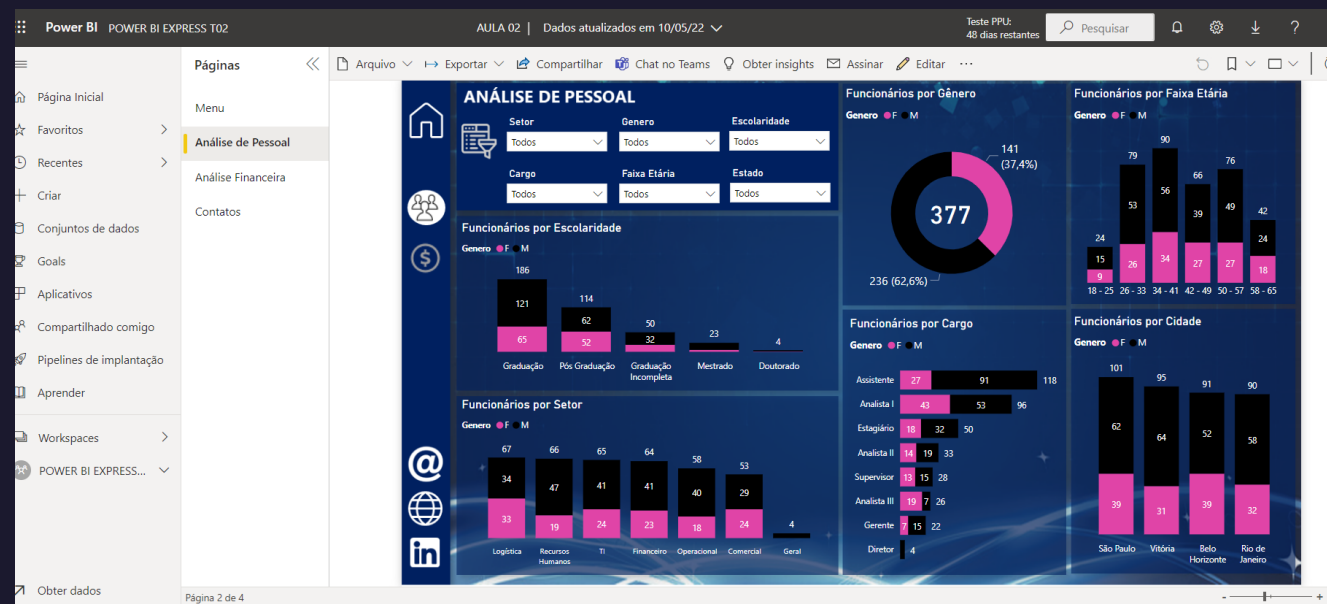 Power BI POWER BI EXPRESS T02
AULA 02 | Dados atualizados em 10/05/22
Teste PPU:
48 dias restantes
Pesquisar
Página Inicial
Favoritos
Recentes
Criar
Conjuntos de dados
Goals
Aplicativos
Compartilhado comigo
Pipelines de implantação
Aprender
Workspaces
POWER BI EXPRESS...
Obter dados
Páginas
Menu
Análise de Pessoal
Análise Financeira
Contatos
Página 2 de 4
Arquivo Exportar Compartilhar Chat no Teams Obter insights Assinar Editar ...
ANÁLISE DE PESSOAL
Setor Genero Escolaridade
Todos Todos Todos
Cargo Faixa Etária Estado
Todos Todos Todos
Funcionários por Escolaridade
Genero F M
186 114 50 23 4
121 62 32
65 52
Graduação Pós Graduação Graduação Incompleta Mestrado Doutorado
Funcionários por Setor
Genero F M
67 66 65 64 58 53 4
34 47 41 41 40 29
33 19 24 23 18 24
Logística Recursos Humanos TI Financeiro Operacional Comercial Geral
@
in
Funcionários por Gênero
Genero F M
141
(37,4%)
377
236 (62,6%)
Funcionários por Faixa Etária
Genero F M
24 79 90 66 76 42
15 53 56 39 49 24
9 26 34 27 27 18
18 - 25 26 - 33 34 - 41 42 - 49 50 - 57 58 - 65
Funcionários por Cargo
Genero F M
Assistente 27 91 118
Analista I 43 53 96
Estagiário 18 32 50
Analista II 14 19 33
Supervisor 13 15 28
Analista III 19 7 26
Gerente 7 15 22
Diretor 4
Funcionários por Cidade
Genero F M
101 95 91 90
62 64 52 58
39 31 39 32
São Paulo Vitória Belo Horizonte Rio de Janeiro